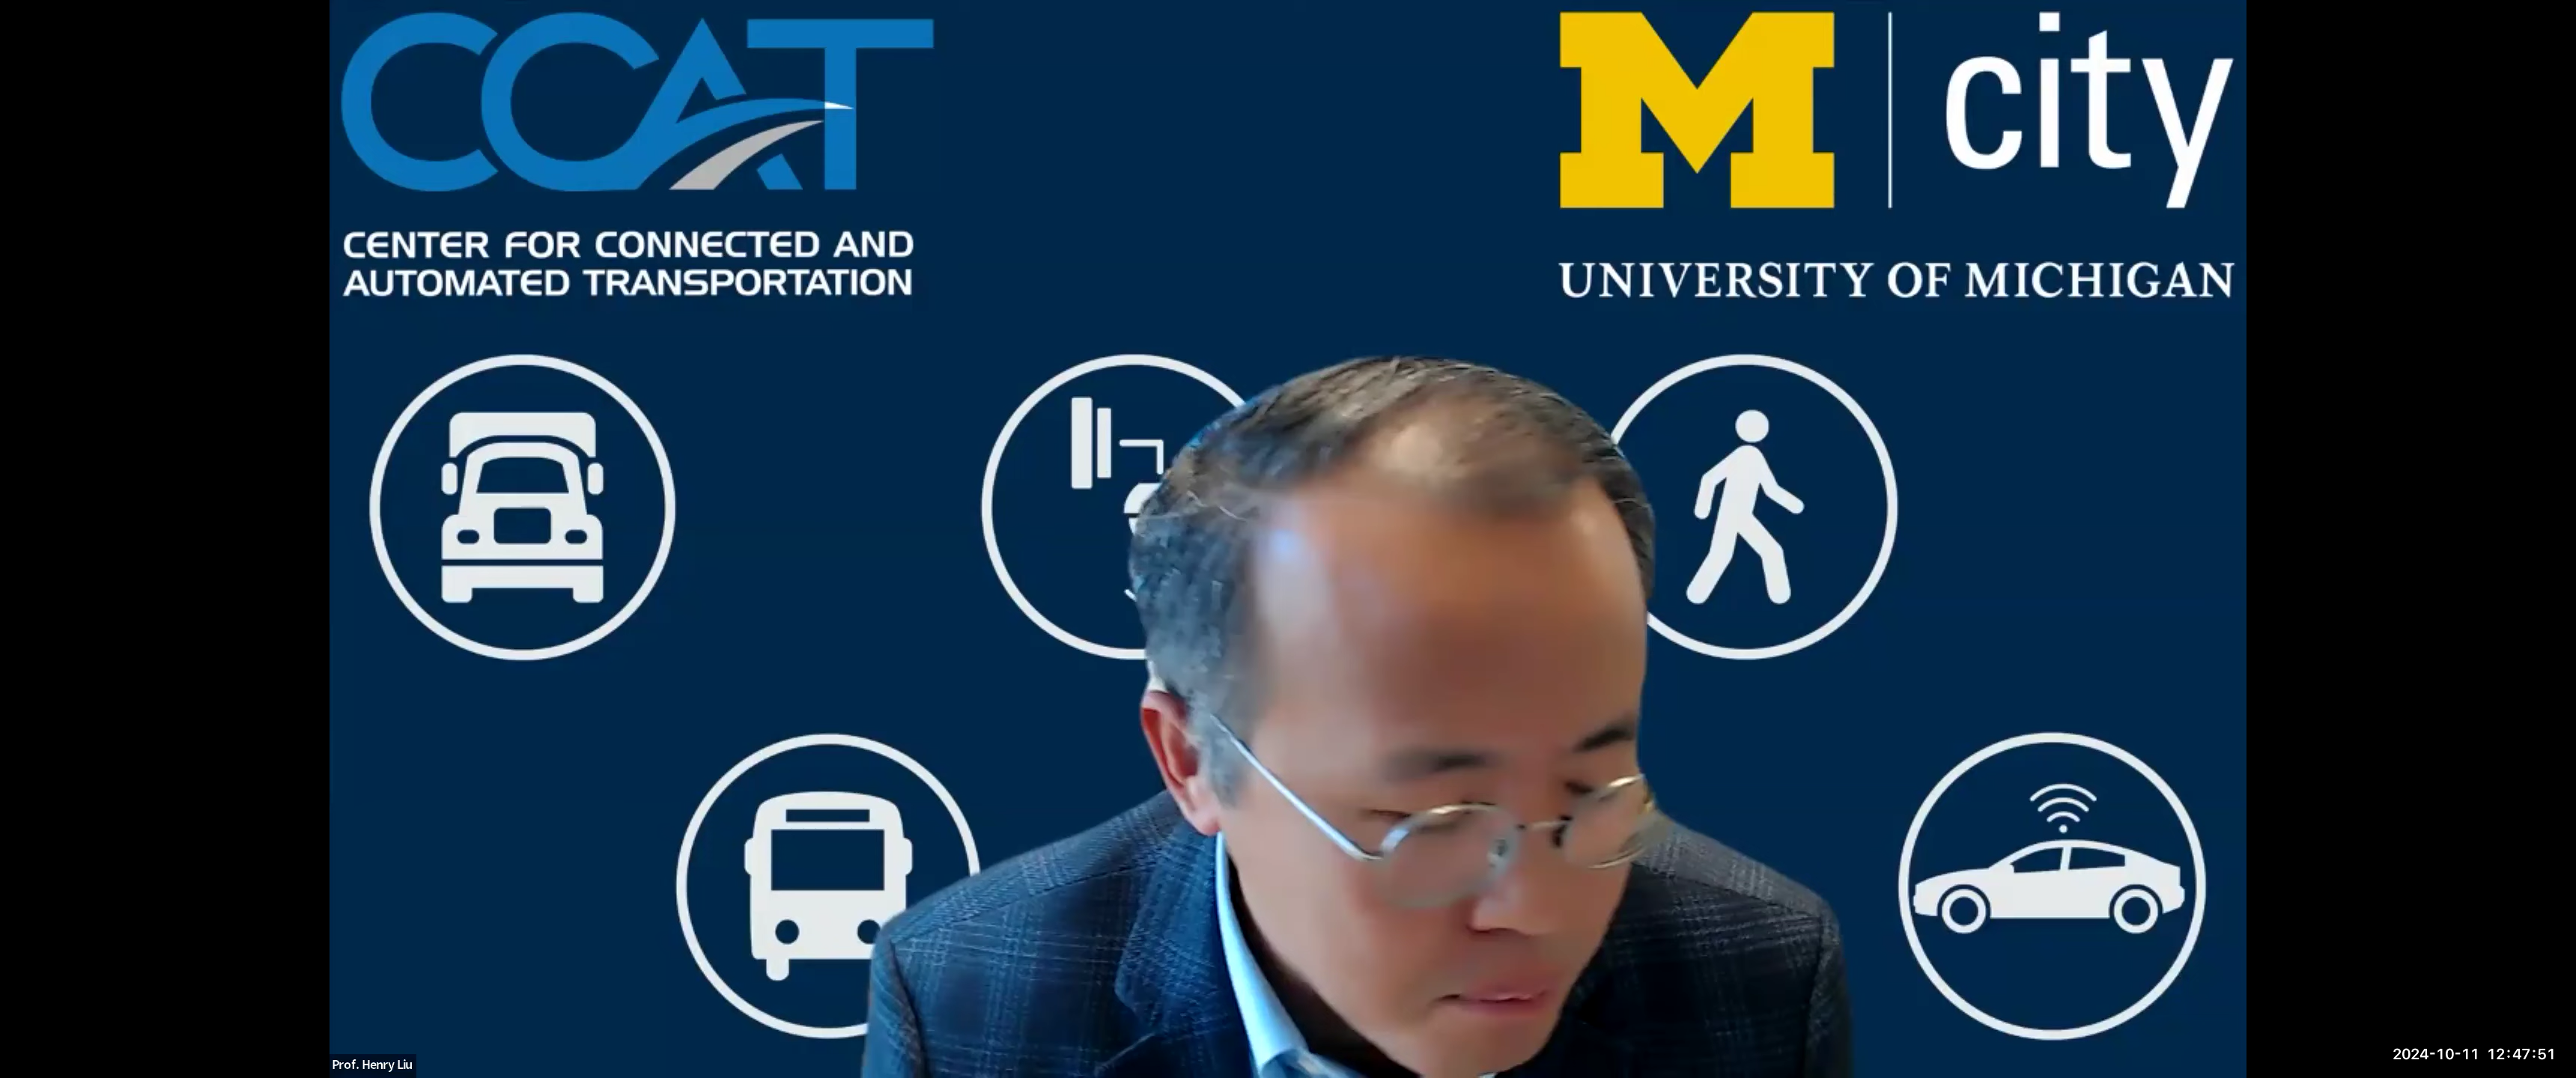 CCAT
CENTER FOR CONNECTED AND
AUTOMATED TRANSPORTATION
M city
UNIVERSITY OF MICHIGAN
Prof. Henry Liu
2024-10-11 12:47:51